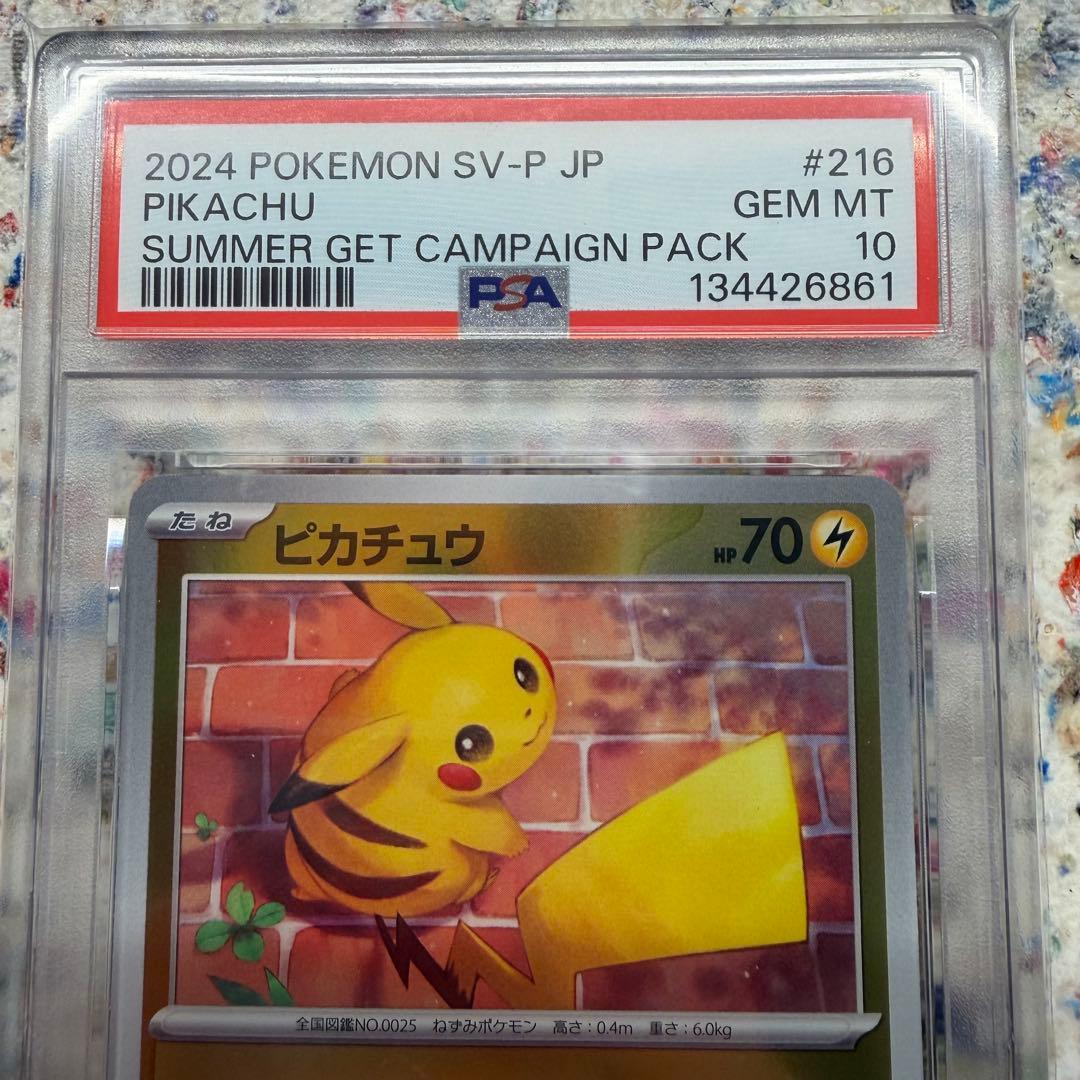 2024 POKEMON SV-P JP #216
PIKACHU GEM MT
SUMMER GET CAMPAIGN PACK 10
PSA 134426861
たね ピカチュウ HP 70
全国図鑑NO.0025 ねずみポケモン 高さ:0.4m 重さ:6.0kg